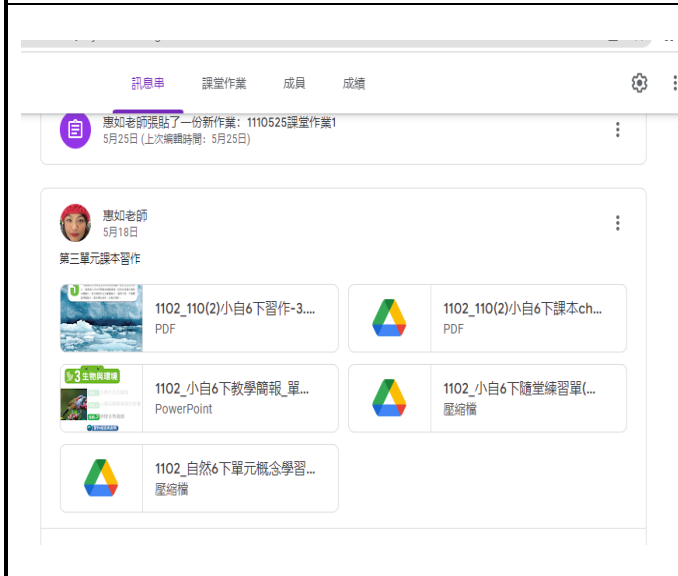 訊息串 課堂作業 成員 成績
惠如老師張貼了一份新作業：1110525課堂作業1
5月25日 (上次編輯時間：5月25日)
惠如老師
5月18日
第三單元課本習作
1102_110(2)小自6下習作-3....
PDF
1102_110(2)小自6下課本ch...
PDF
3 生物與環境
1102_小自6下教學簡報_單...
PowerPoint
1102_小自6下隨堂練習單(...
壓縮檔
1102_自然6下單元概念學習...
壓縮檔